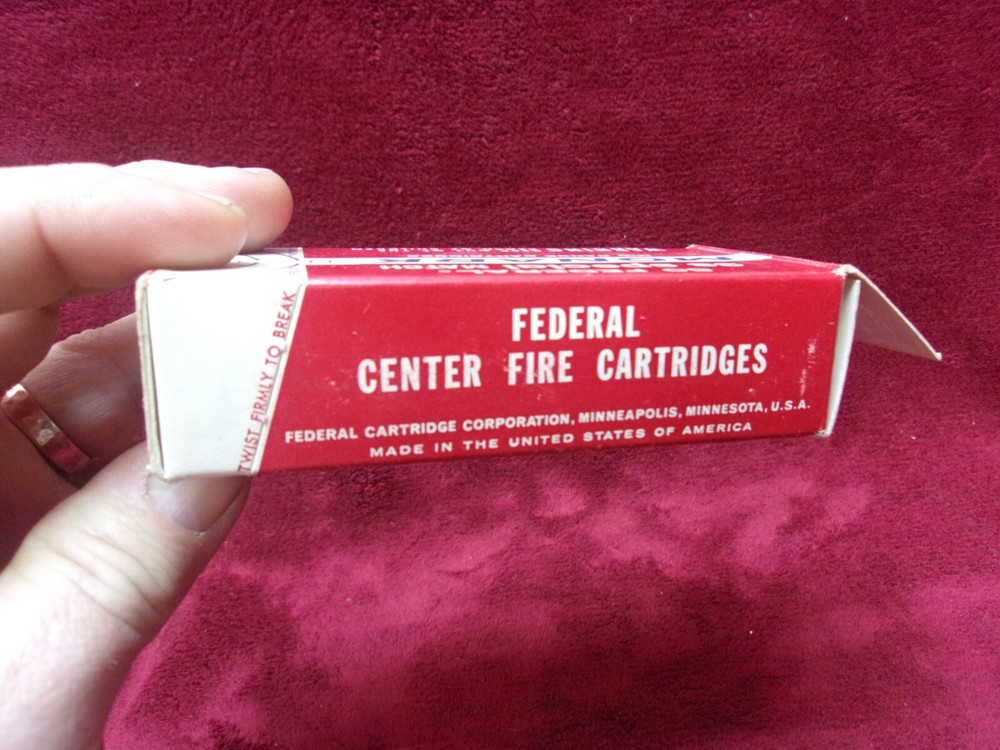 TWIST FIRMLY TO BREAK
FEDERAL
CENTER FIRE CARTRIDGES
FEDERAL CARTRIDGE CORPORATION, MINNEAPOLIS, MINNESOTA, U.S.A.
MADE IN THE UNITED STATES OF AMERICA